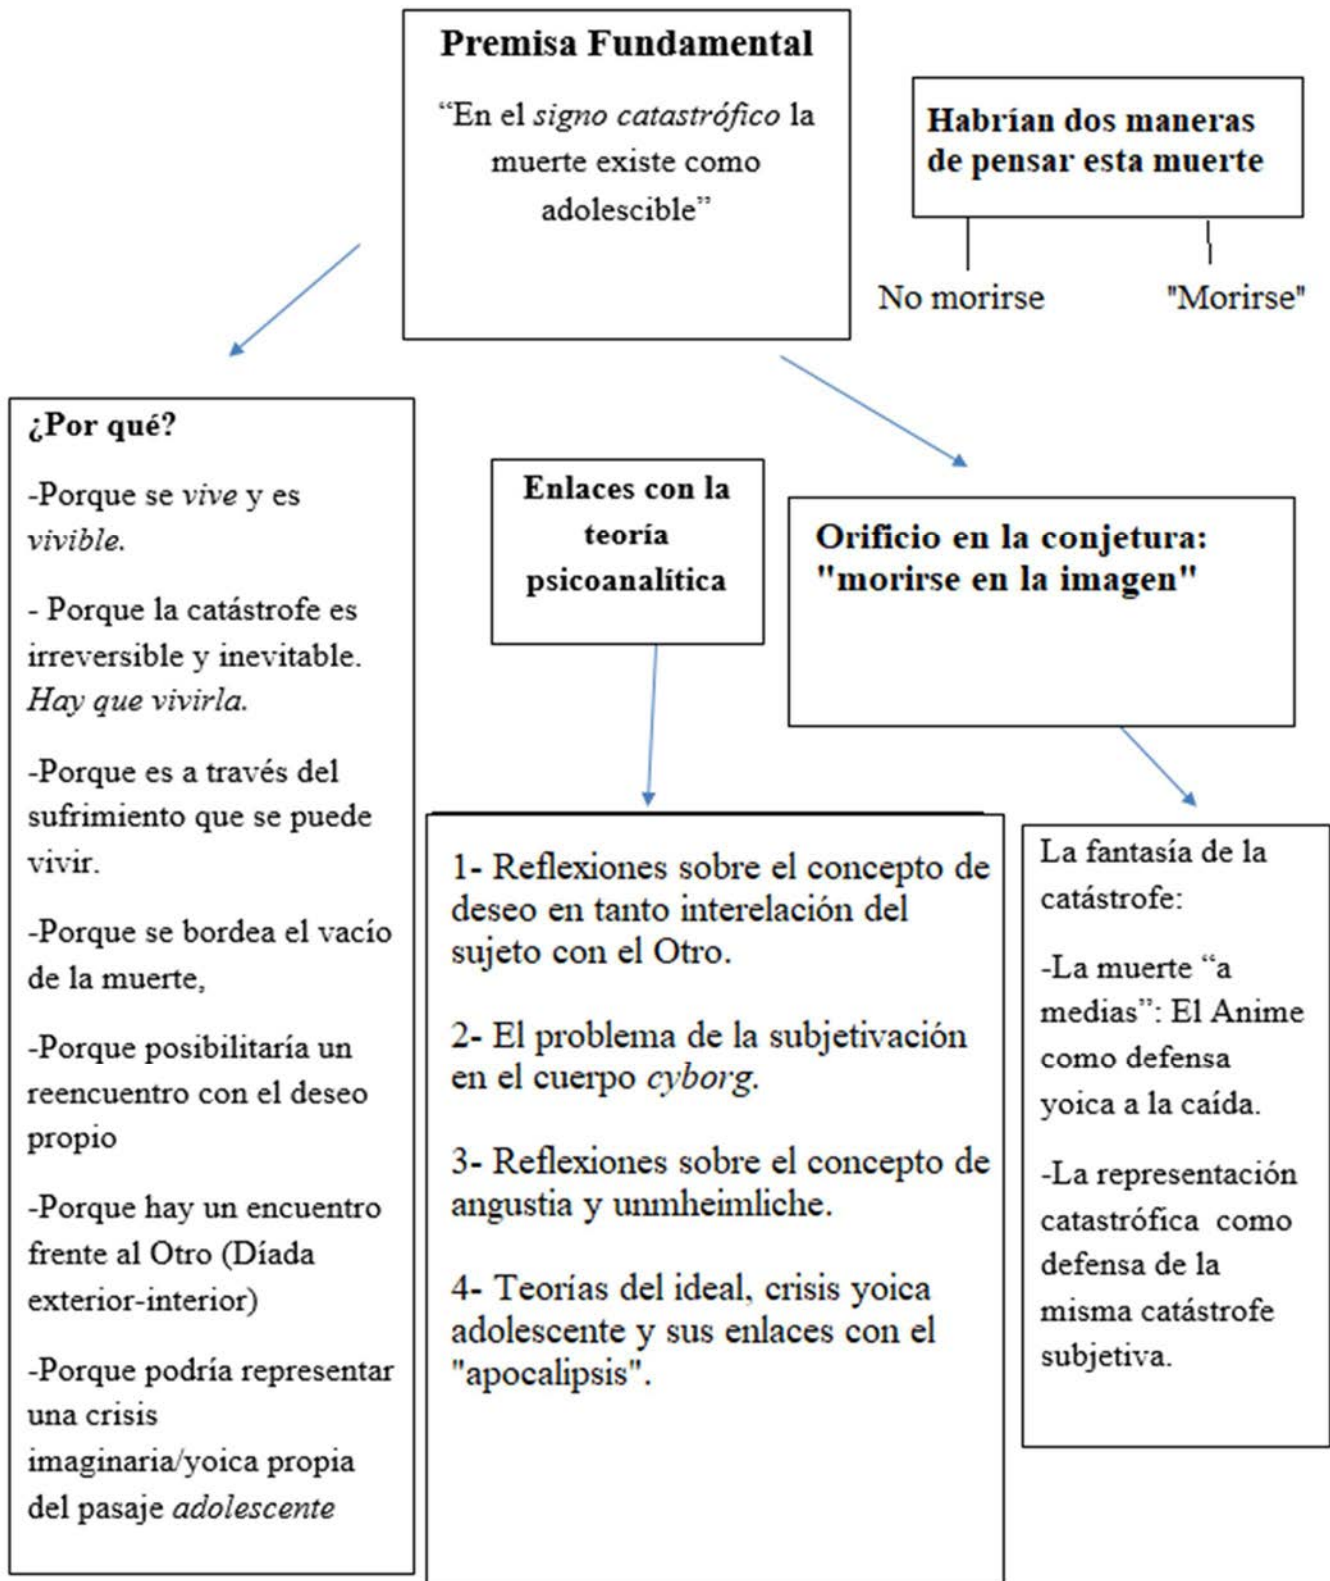 Premisa Fundamental
“En el signo catastrófico la
muerte existe como
adolescible”
Habrían dos maneras
de pensar esta muerte
No morirse
"Morirse"
¿Por qué?
-Porque se vive y es
vivible.
- Porque la catástrofe es
irreversible y inevitable.
Hay que vivirla.
-Porque es a través del
sufrimiento que se puede
vivir.
-Porque se bordea el vacío
de la muerte,
-Porque posibilitaría un
reencuentro con el deseo
propio
-Porque hay un encuentro
frente al Otro (Díada
exterior-interior)
-Porque podría representar
una crisis
imaginaria/yoica propia
del pasaje adolescente
Enlaces con la
teoría
psicoanalítica
1- Reflexiones sobre el concepto de
deseo en tanto interelación del
sujeto con el Otro.
2- El problema de la subjetivación
en el cuerpo cyborg.
3- Reflexiones sobre el concepto de
angustia y unmheimliche.
4- Teorías del ideal, crisis yoica
adolescente y sus enlaces con el
"apocalipsis".
Orificio en la conjetura:
"morirse en la imagen"
La fantasía de la
catástrofe:
-La muerte “a
medias”: El Anime
como defensa
yoica a la caída.
-La representación
catastrófica como
defensa de la
misma catástrofe
subjetiva.